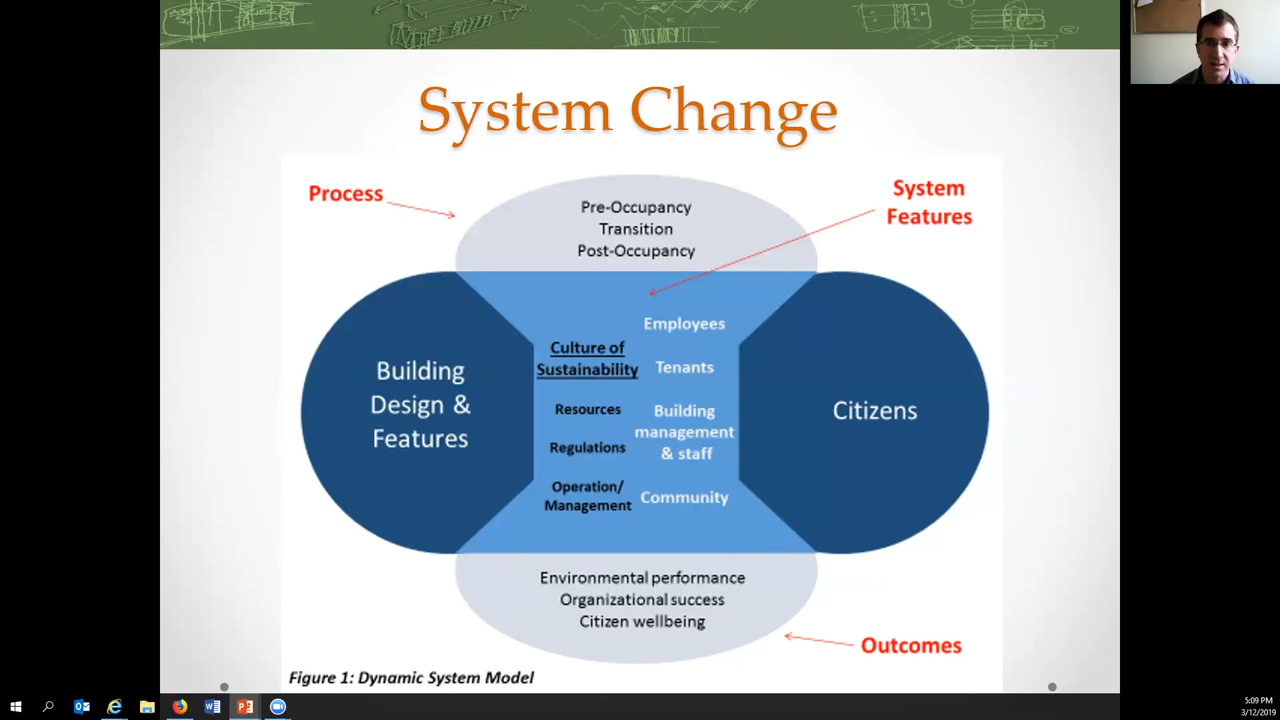 System Change
Process
System
Features
Pre-Occupancy
Transition
Post-Occupancy
Building
Design &
Features
Culture of
Sustainability
Resources
Regulations
Operation/
Management
Employees
Tenants
Building
management
& staff
Community
Citizens
Environmental performance
Organizational success
Citizen wellbeing
Outcomes
Figure 1: Dynamic System Model
5:09 PM
3/12/2019